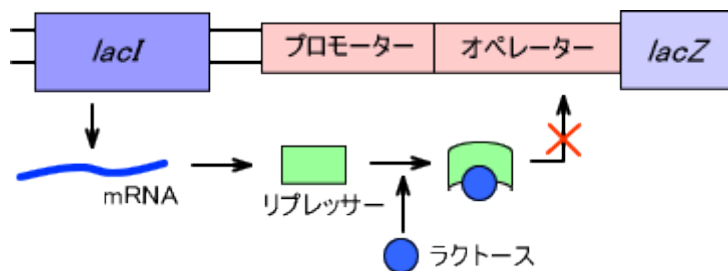 lacI
プロモーター
オペレーター
lacZ
mRNA
リプレッサー
ラクトース